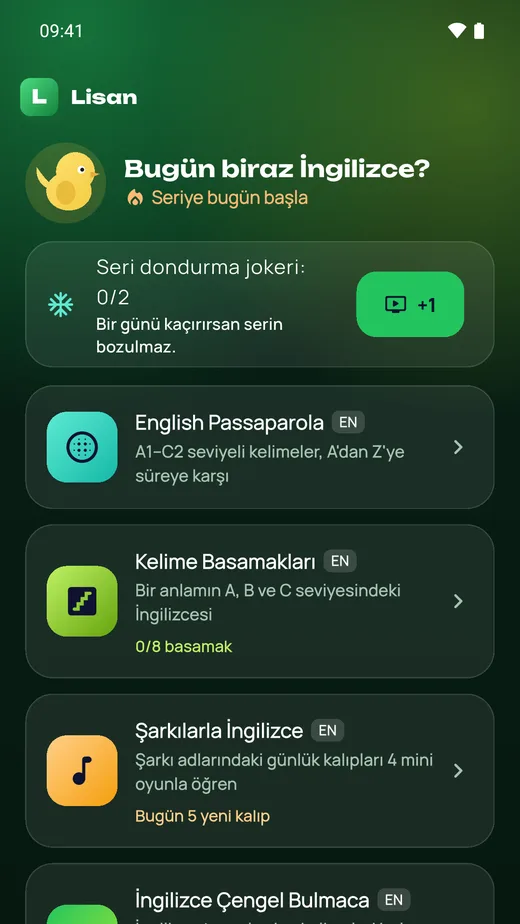 09:41
L Lisan
Bugün biraz İngilizce?
Seriye bugün başla
Seri dondurma jokeri:
0/2
Bir günü kaçırırsan serin
bozulmaz.
+1
English Passaparola EN
A1–C2 seviyeli kelimeler, A'dan Z'ye
süreye karşı
Kelime Basamakları EN
Bir anlamın A, B ve C seviyesindeki
İngilizcesi
0/8 basamak
Şarkılarla İngilizce EN
Şarkı adlarındaki günlük kalıpları 4 mini
oyunla öğren
Bugün 5 yeni kalıp
İngilizce Çengel Bulmaca EN